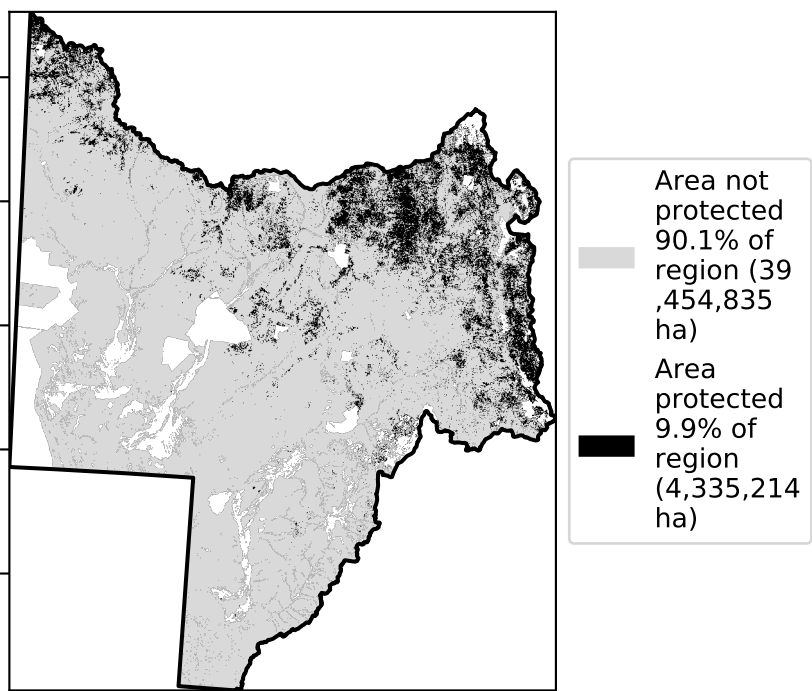 Area not
protected
90.1% of
region (39
,454,835
ha)
Area
protected
9.9% of
region
(4,335,214
ha)